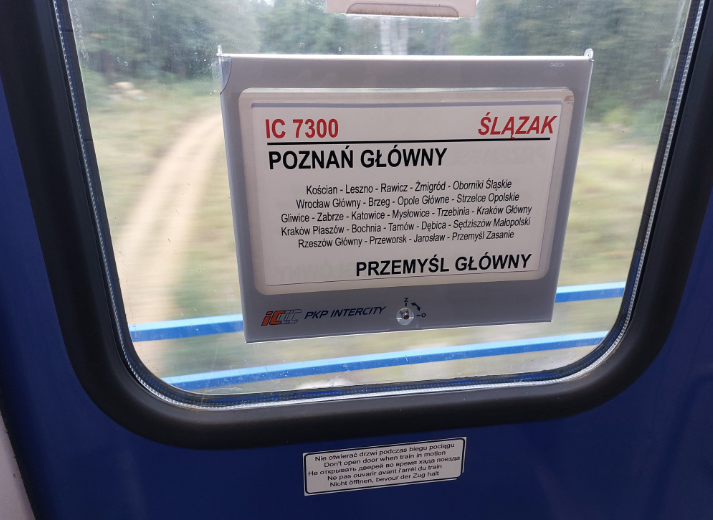 IC 7300 ŚLĄZAK
POZNAŃ GŁÓWNY
Kościan - Leszno - Rawicz - Żmigród - Oborniki Śląskie
Wrocław Główny - Brzeg - Opole Główne - Strzelce Opolskie
Gliwice - Zabrze - Katowice - Mysłowice - Trzebinia - Kraków Główny
Kraków Płaszów - Bochnia - Tarnów - Dębica - Sędziszów Małopolski
Rzeszów Główny - Przeworsk - Jarosław - Przemyśl Zasanie
PRZEMYŚL GŁÓWNY
IC PKP INTERCITY
Z
O
Nie otwierać drzwi podczas biegu pociągu
Don't open door when train in motion
Не открывать дверей во время хода поезда
Ne pas ouvrir avant l'arrêt du train
Nicht öffnen, bevor der Zug hält